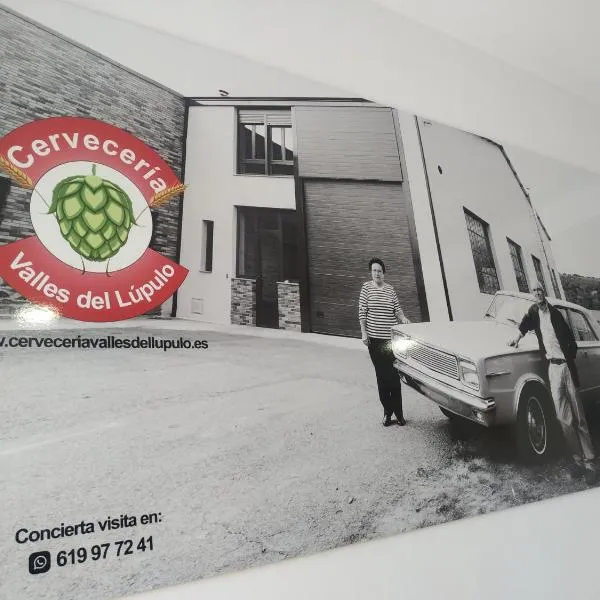 Cervecería
Valles del Lúpulo
.cerveceriavallesdellupulo.es
Concierta visita en:
619 97 72 41